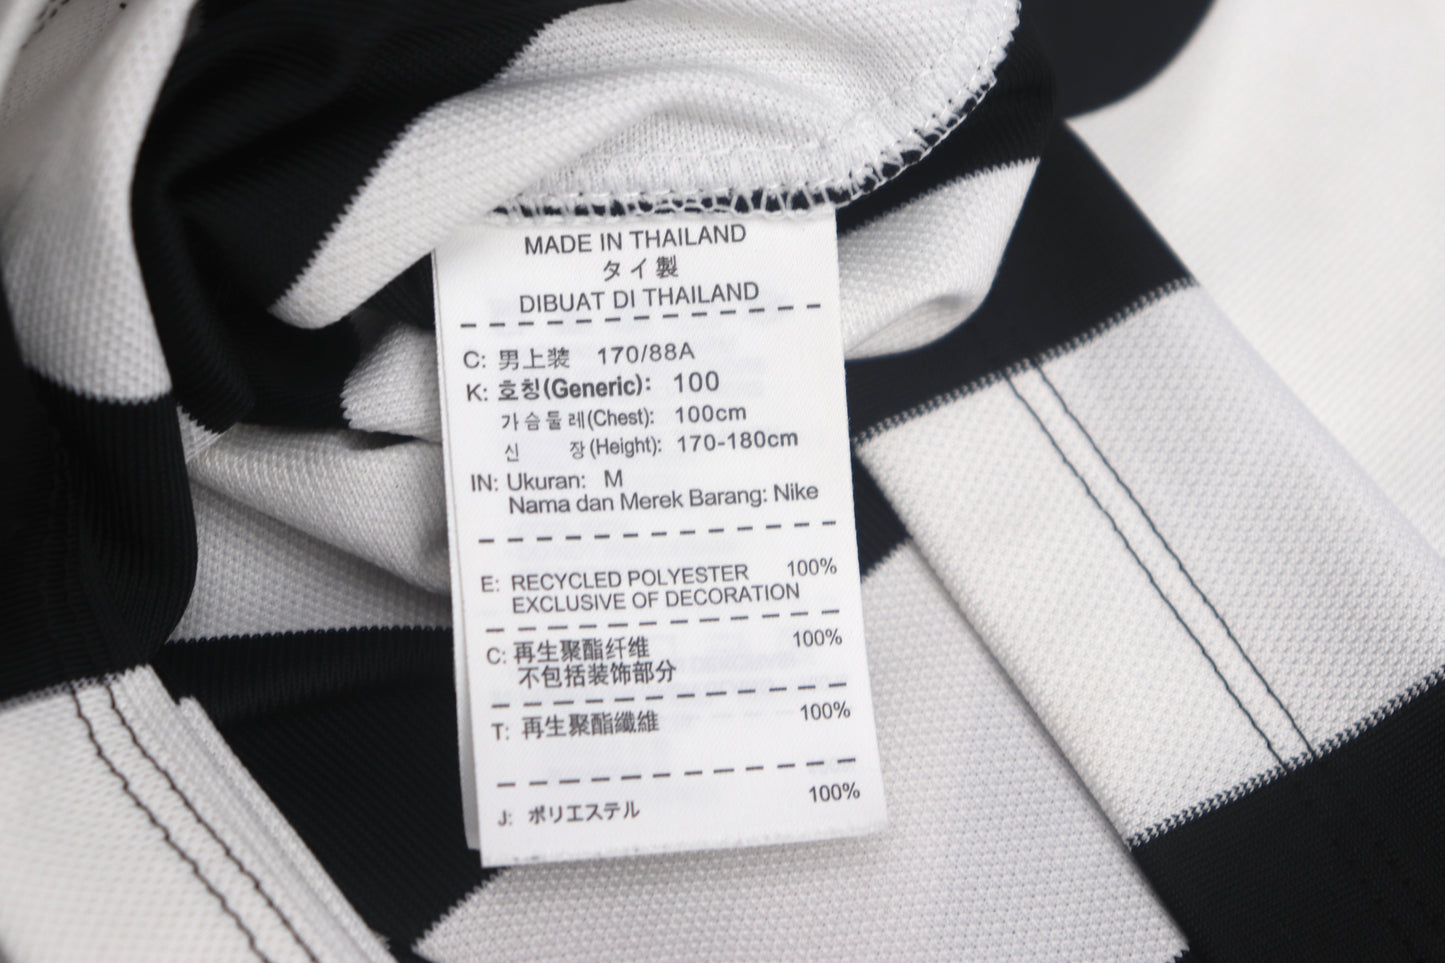 MADE IN THAILAND
タイ製
DIBUAT DI THAILAND
C: 男上装 170/88A
K: 호칭(Generic): 100
가슴둘레(Chest): 100cm
신 장(Height): 170-180cm
IN: Ukuran: M
Nama dan Merek Barang: Nike
E: RECYCLED POLYESTER 100%
EXCLUSIVE OF DECORATION
C: 再生聚酯纤维 100%
不包括装饰部分
T: 再生聚酯纖維 100%
J: ポリエステル 100%